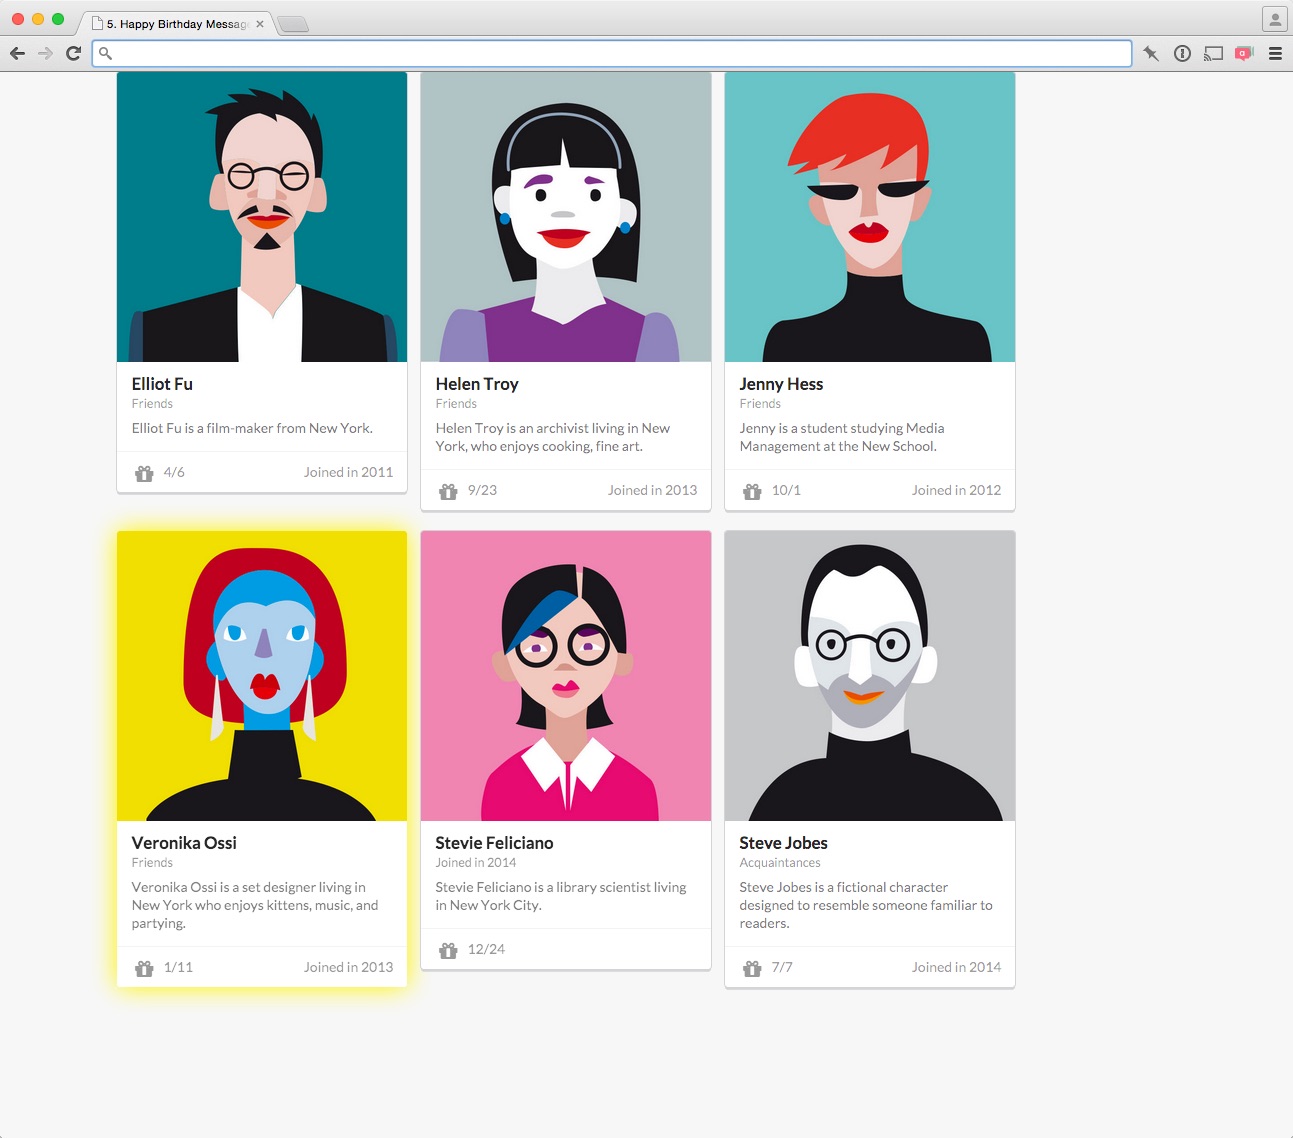 5. Happy Birthday Messag
Elliot Fu
Friends
Elliot Fu is a film-maker from New York.
4/6
Joined in 2011
Helen Troy
Friends
Helen Troy is an archivist living in New
York, who enjoys cooking, fine art.
9/23
Joined in 2013
Jenny Hess
Friends
Jenny is a student studying Media
Management at the New School.
10/1
Joined in 2012
Veronika Ossi
Friends
Veronika Ossi is a set designer living in
New York who enjoys kittens, music, and
partying.
1/11
Joined in 2013
Stevie Feliciano
Joined in 2014
Stevie Feliciano is a library scientist living
in New York City.
12/24
Steve Jobes
Acquaintances
Steve Jobes is a fictional character
designed to resemble someone familiar to
readers.
7/7
Joined in 2014